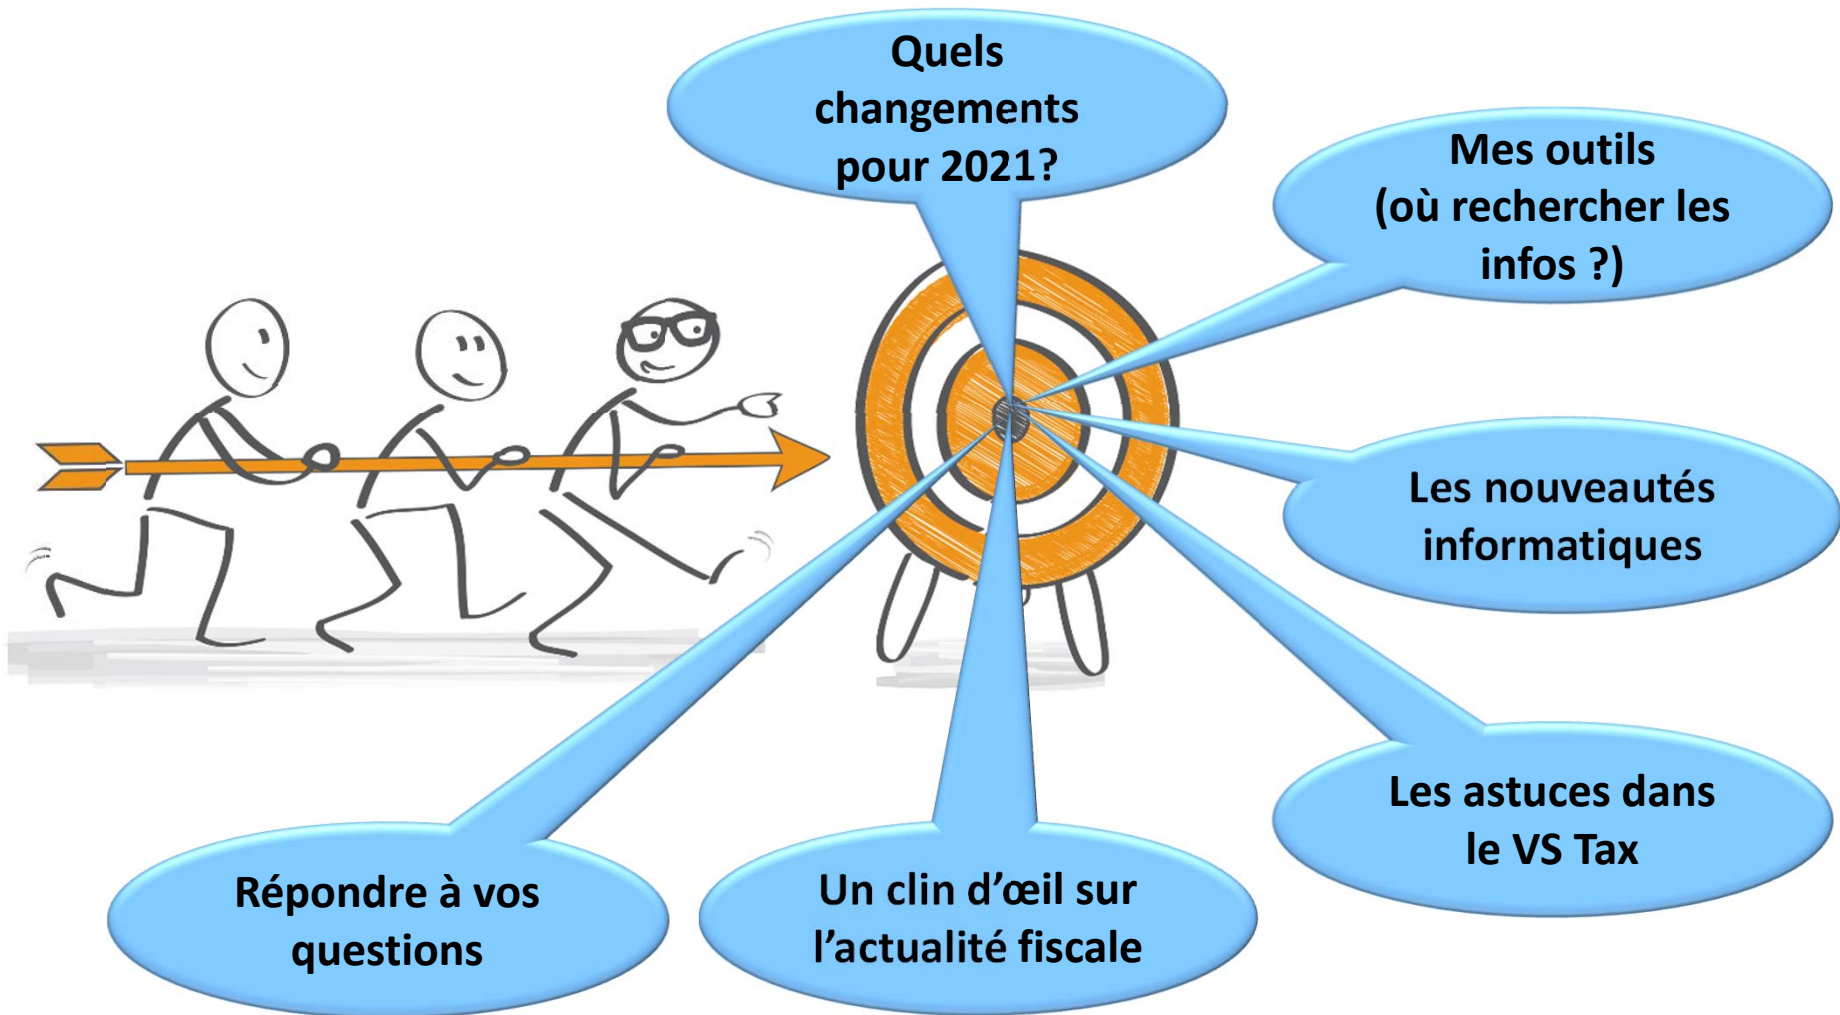 Quels
changements
pour 2021?
Mes outils
(où rechercher les
infos ?)
Les nouveautés
informatiques
Les astuces dans
le VS Tax
Un clin d’œil sur
l’actualité fiscale
Répondre à vos
questions